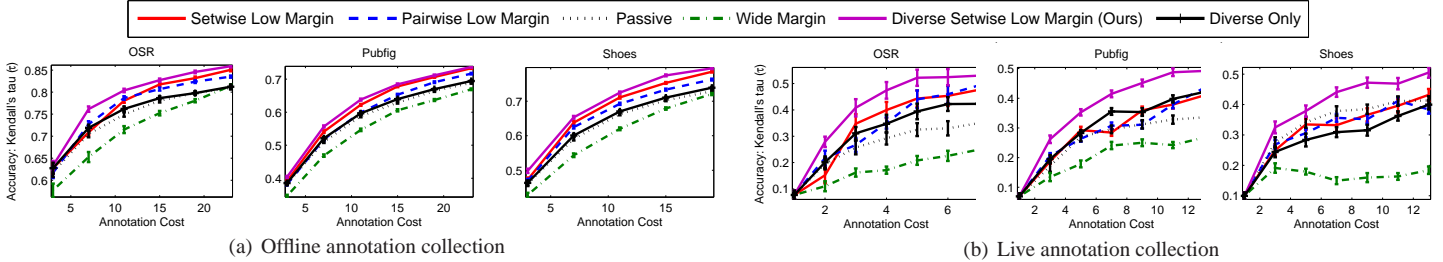 Setwise Low Margin Pairwise Low Margin Passive Wide Margin Diverse Setwise Low Margin (Ours) Diverse Only
OSR
Accuracy: Kendall's tau (τ)
0.85
0.8
0.75
0.7
0.65
0.6
5 10 15 20
Annotation Cost
Pubfig
0.7
0.6
0.5
0.4
5 10 15 20
Annotation Cost
Shoes
0.7
0.6
0.5
5 10 15
Annotation Cost
(a) Offline annotation collection
OSR
Accuracy: Kendall's tau (τ)
0.5
0.4
0.3
0.2
0.1
2 4 6
Annotation Cost
Pubfig
0.5
0.4
0.3
0.2
0.1
2 4 6 8 10 12
Annotation Cost
Shoes
0.5
0.4
0.3
0.2
0.1
2 4 6 8 10 12
Annotation Cost
(b) Live annotation collection